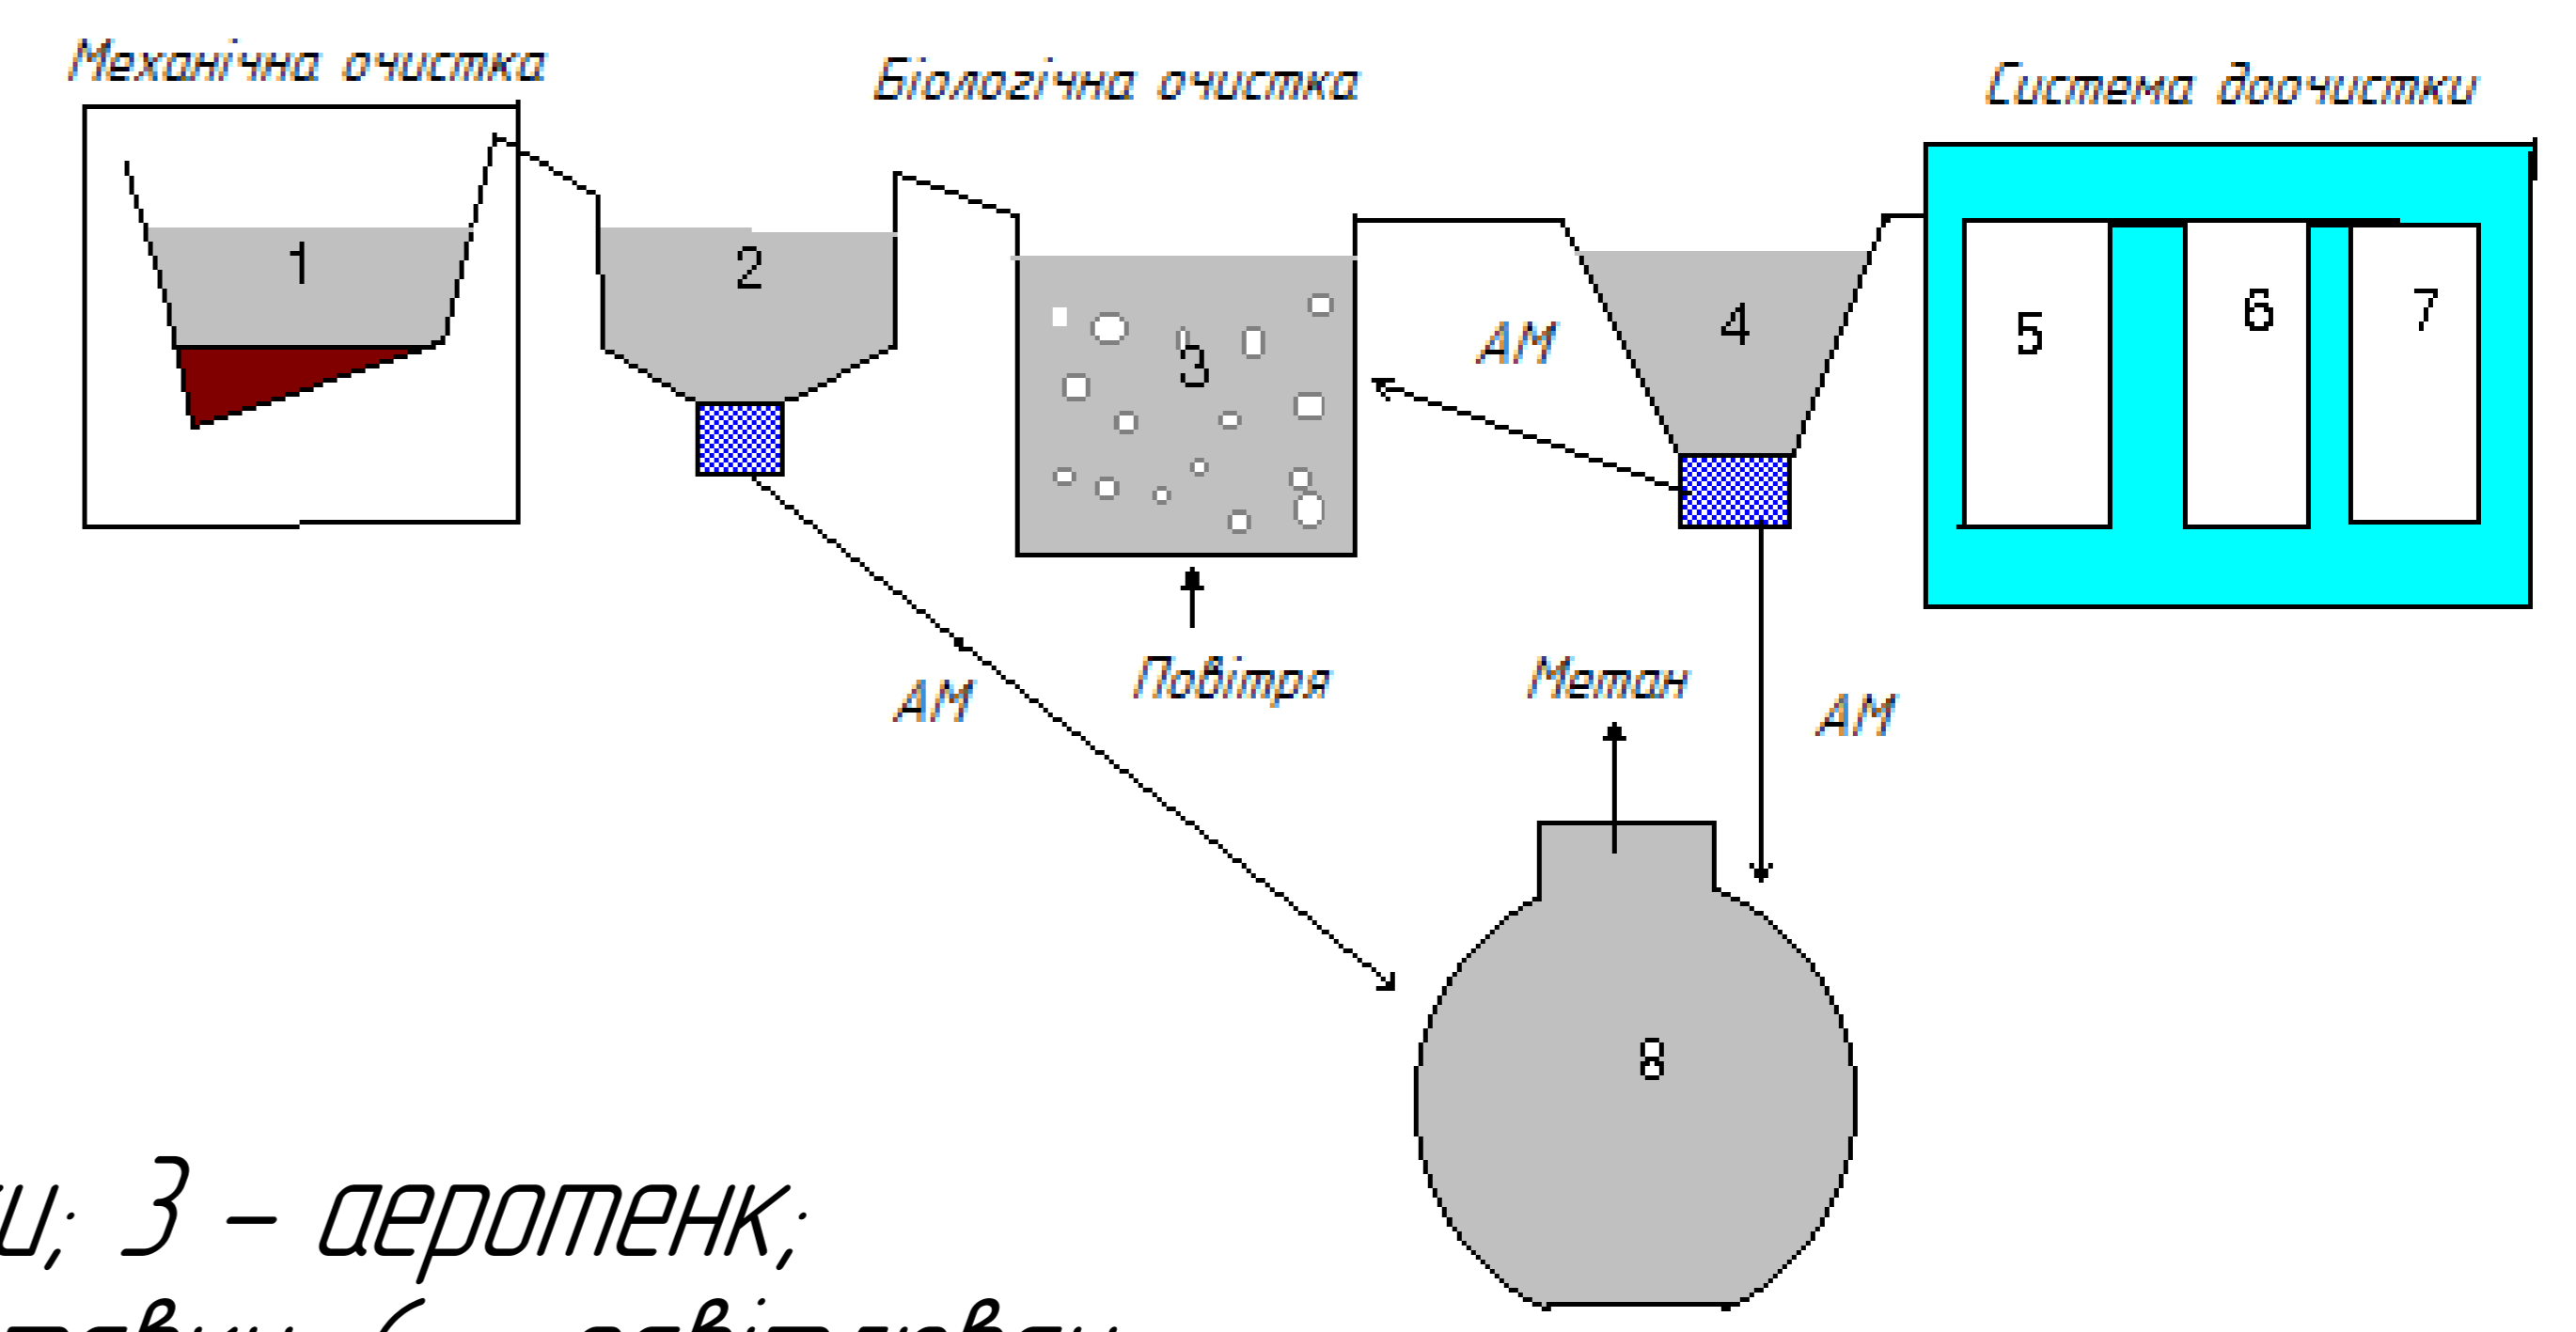 Механічна очистка
Біологічна очистка
Система доочистки
1
2
3
4
5
6
7
АМ
Повітря
Метан
АМ
АМ
8
3 – аеротенк;